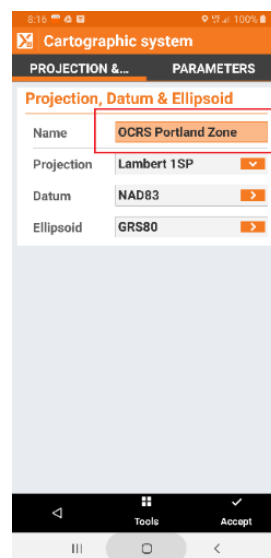 8:16 100%
Cartographic system
PROJECTION &... PARAMETERS
Projection, Datum & Ellipsoid
Name OCRS Portland Zone
Projection Lambert 1SP
Datum NAD83
Ellipsoid GRS80
Tools Accept